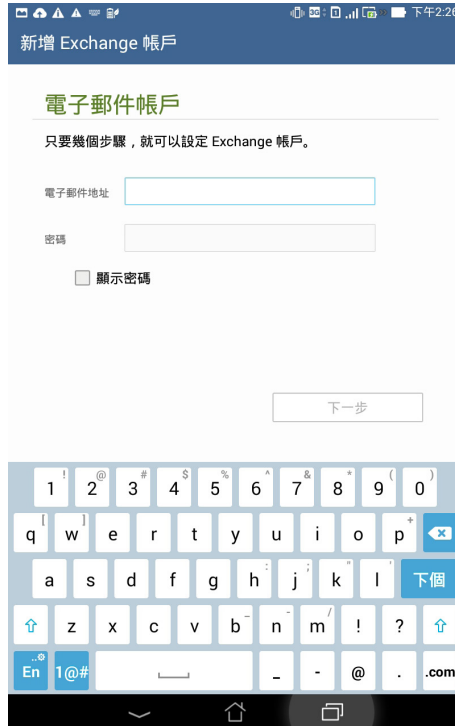 3G 1 下午2:26
新增 Exchange 帳戶
電子郵件帳戶
只要幾個步驟，就可以設定 Exchange 帳戶。
電子郵件地址
密碼
顯示密碼
下一步
! @ # $ % ^ & * ( )
1 2 3 4 5 6 7 8 9 0
[ ] +
q w e r t y u i o p
: ; " '
a s d f g h j k l 下個
_ - /
z x c v b n m ! ?
En 1@# _ - @ . .com